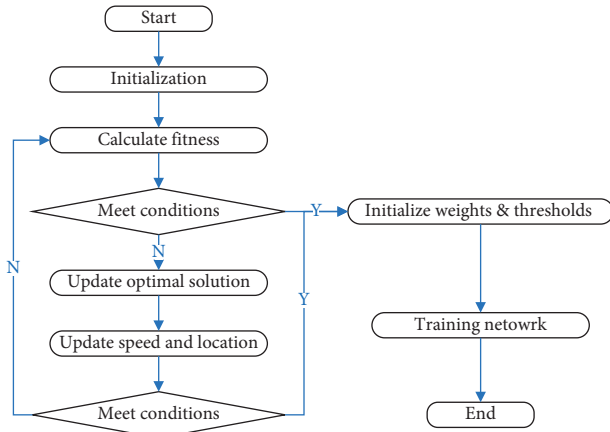 Start
Initialization
Calculate fitness
Meet conditions
Y
Initialize weights & thresholds
N
N
Update optimal solution
Y
Training netowrk
Update speed and location
Meet conditions
End